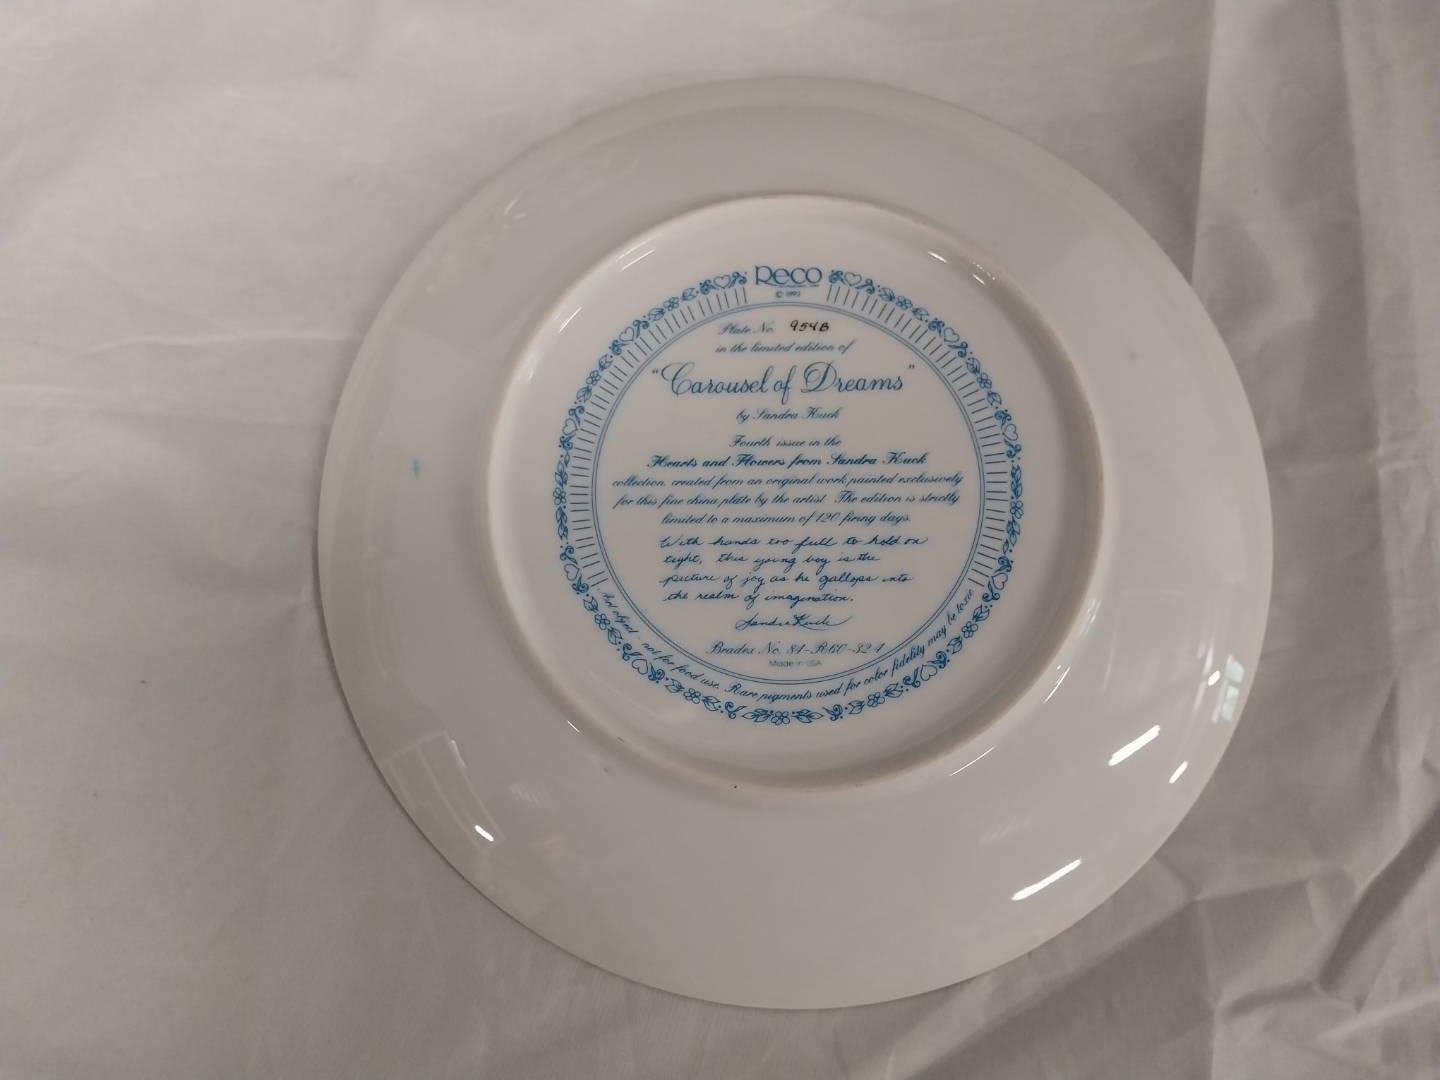 Reco
© 1992
Plate No. 954B
in the limited edition of
"Carousel of Dreams"
by Sandra Kuck
Fourth issue in the
Hearts and Flowers from Sandra Kuck
collection, created from an original work painted exclusively
for this fine china plate by the artist. The edition is strictly
limited to a maximum of 120 firing days.
With hands too full to hold on
tight, this young boy is the
picture of joy as he gallops into
the realm of imagination.
Sandra Kuck
Bradex No. 84-R60-32.4
Made in USA
Art object - not for food use. Rare pigments used for color fidelity may be toxic.